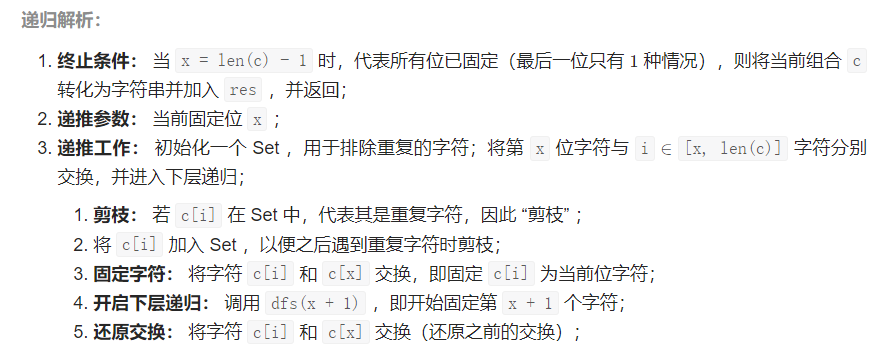 递归解析：
1. 终止条件： 当 x = len(c) - 1 时，代表所有位已固定（最后一位只有 1 种情况），则将当前组合 c
转化为字符串并加入 res ，并返回；
2. 递推参数： 当前固定位 x ；
3. 递推工作： 初始化一个 Set ，用于排除重复的字符；将第 x 位字符与 i ∈ [x, len(c)] 字符分别
交换，并进入下层递归；
1. 剪枝： 若 c[i] 在 Set 中，代表其是重复字符，因此 “剪枝” ；
2. 将 c[i] 加入 Set ，以便之后遇到重复字符时剪枝；
3. 固定字符： 将字符 c[i] 和 c[x] 交换，即固定 c[i] 为当前位字符；
4. 开启下层递归： 调用 dfs(x + 1) ，即开始固定第 x + 1 个字符；
5. 还原交换： 将字符 c[i] 和 c[x] 交换（还原之前的交换）；